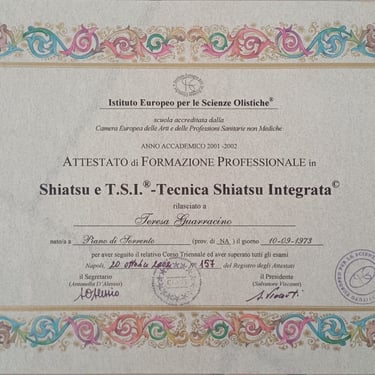 Istituto Europeo per le Scienze Olistiche®
scuola accreditata dalla
Camera Europea delle Arti e delle Professioni Sanitarie non Mediche
ANNO ACCADEMICO 2001-2002
ATTESTATO di FORMAZIONE PROFESSIONALE in
Shiatsu e T.S.I.®-Tecnica Shiatsu Integrata©
rilasciato a
Teresa Guarracino
nato/a a Piano di Sorrento (prov. di NA) il giorno 10-09-1973
per aver seguito il relativo Corso Triennale ed aver superato tutti gli esami
Napoli, 20 ottobre 2002 n° 157 del Registro degli Attestati
il Segretario il Presidente
(Antonella D'Alessio) (Salvatore Visconti)